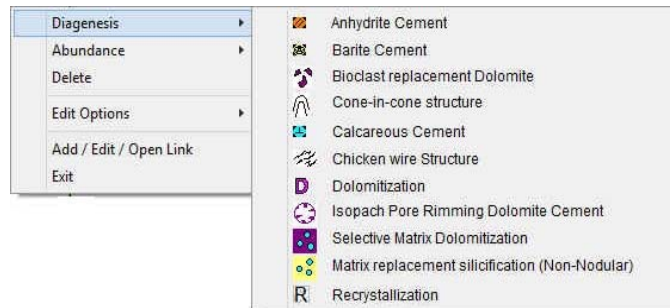 Diagenesis
Abundance
Delete
Edit Options
Add / Edit / Open Link
Exit
Anhydrite Cement
Barite Cement
Bioclast replacement Dolomite
Cone-in-cone structure
Calcareous Cement
Chicken wire Structure
D Dolomitization
Isopach Pore Rimming Dolomite Cement
Selective Matrix Dolomitization
Matrix replacement silicification (Non-Nodular)
R Recrystallization